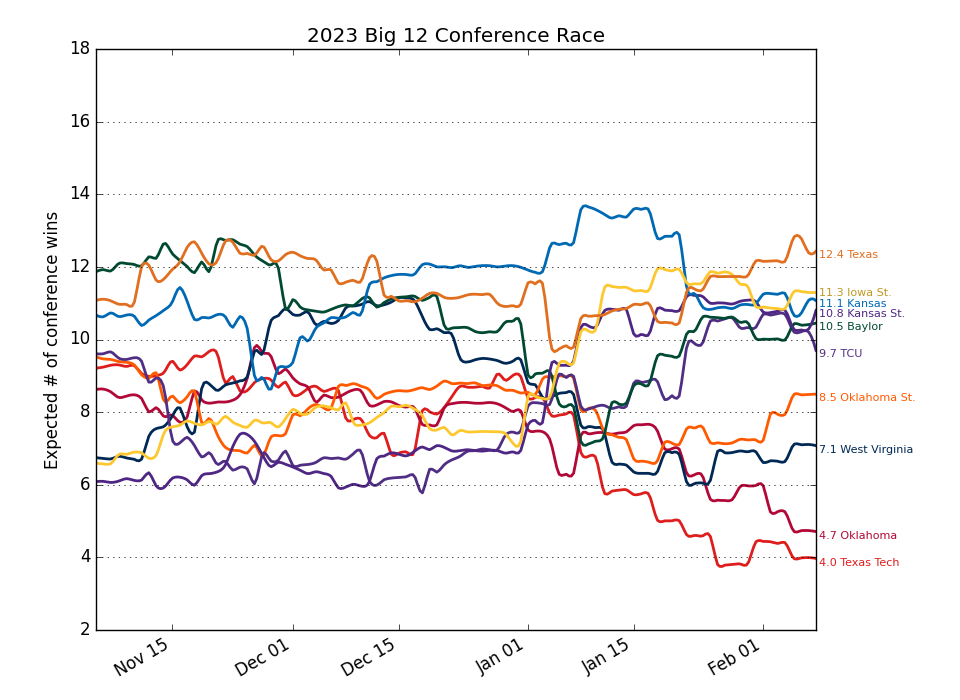 2023 Big 12 Conference Race
Expected # of conference wins
18
16
14
12
10
8
6
4
2
12.4 Texas
11.3 Iowa St.
11.1 Kansas
10.8 Kansas St.
10.5 Baylor
9.7 TCU
8.5 Oklahoma St.
7.1 West Virginia
4.7 Oklahoma
4.0 Texas Tech
Nov 15
Dec 01
Dec 15
Jan 01
Jan 15
Feb 01